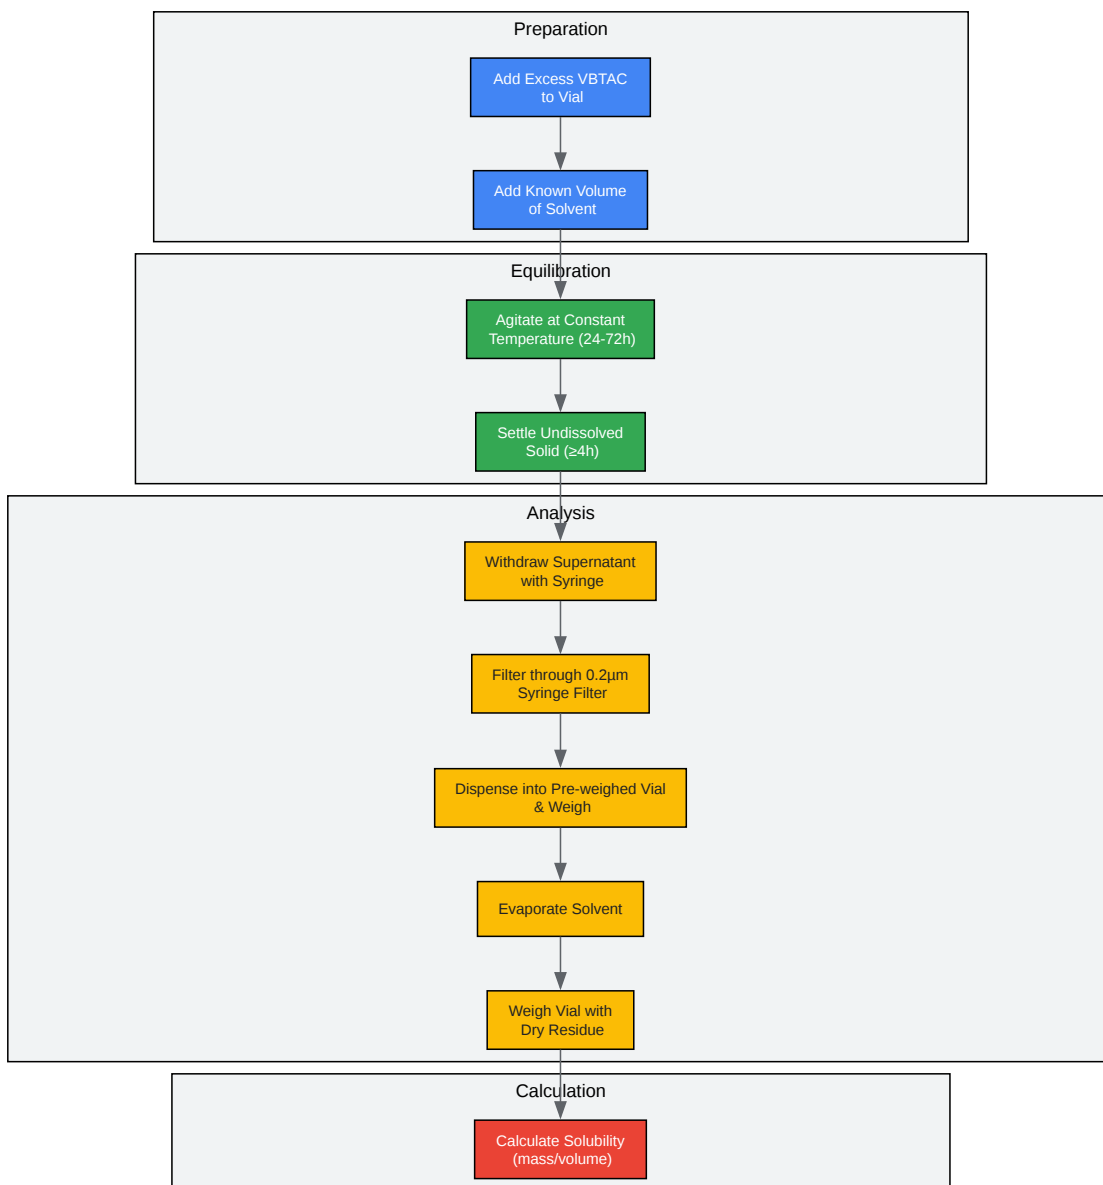 Preparation
Add Excess VBTAC
to Vial
Add Known Volume
of Solvent
Equilibration
Agitate at Constant
Temperature (24-72h)
Settle Undissolved
Solid (≥4h)
Analysis
Withdraw Supernatant
with Syringe
Filter through 0.2µm
Syringe Filter
Dispense into Pre-weighed Vial
& Weigh
Evaporate Solvent
Weigh Vial with
Dry Residue
Calculation
Calculate Solubility
(mass/volume)